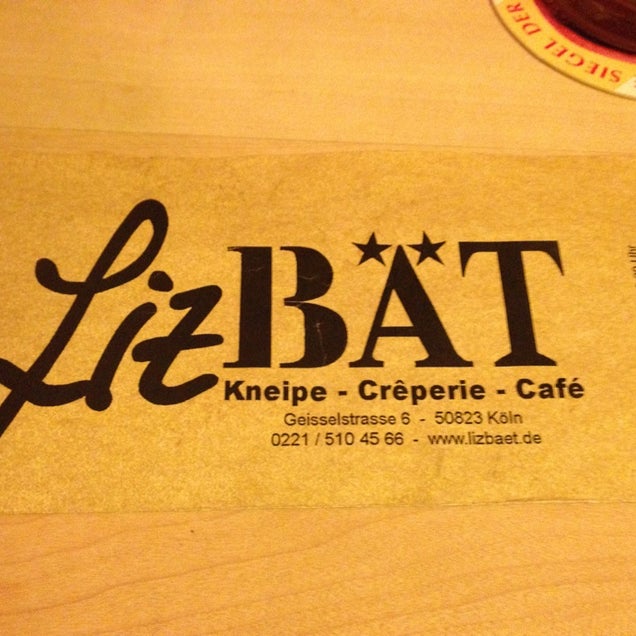 SIEGEL DER
LizBÄT
Kneipe - Crêperie - Café
Geisselstrasse 6 - 50823 Köln
0221 / 510 45 66 - www.lizbaet.de